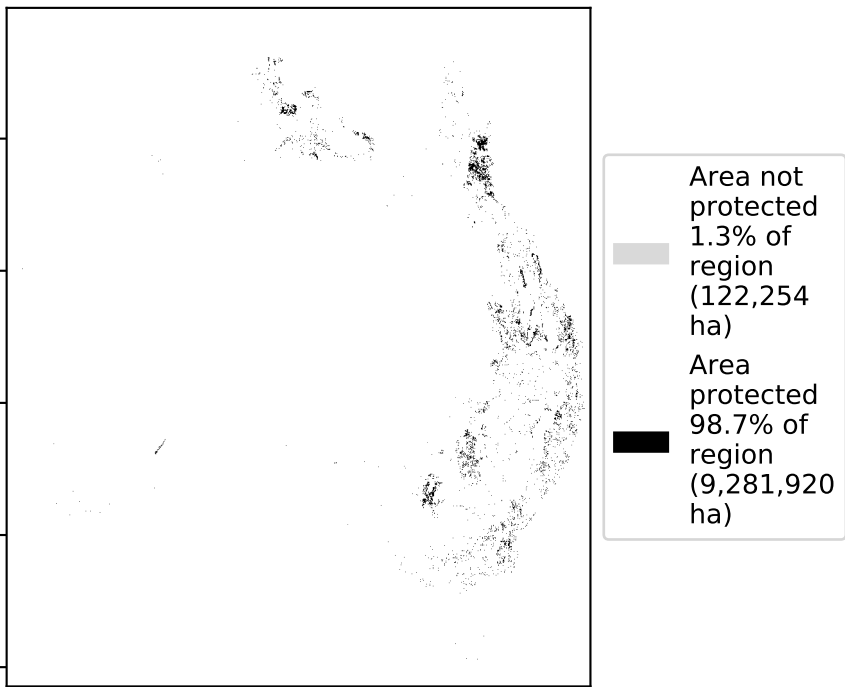 Area not
protected
1.3% of
region
(122,254
ha)
Area
protected
98.7% of
region
(9,281,920
ha)